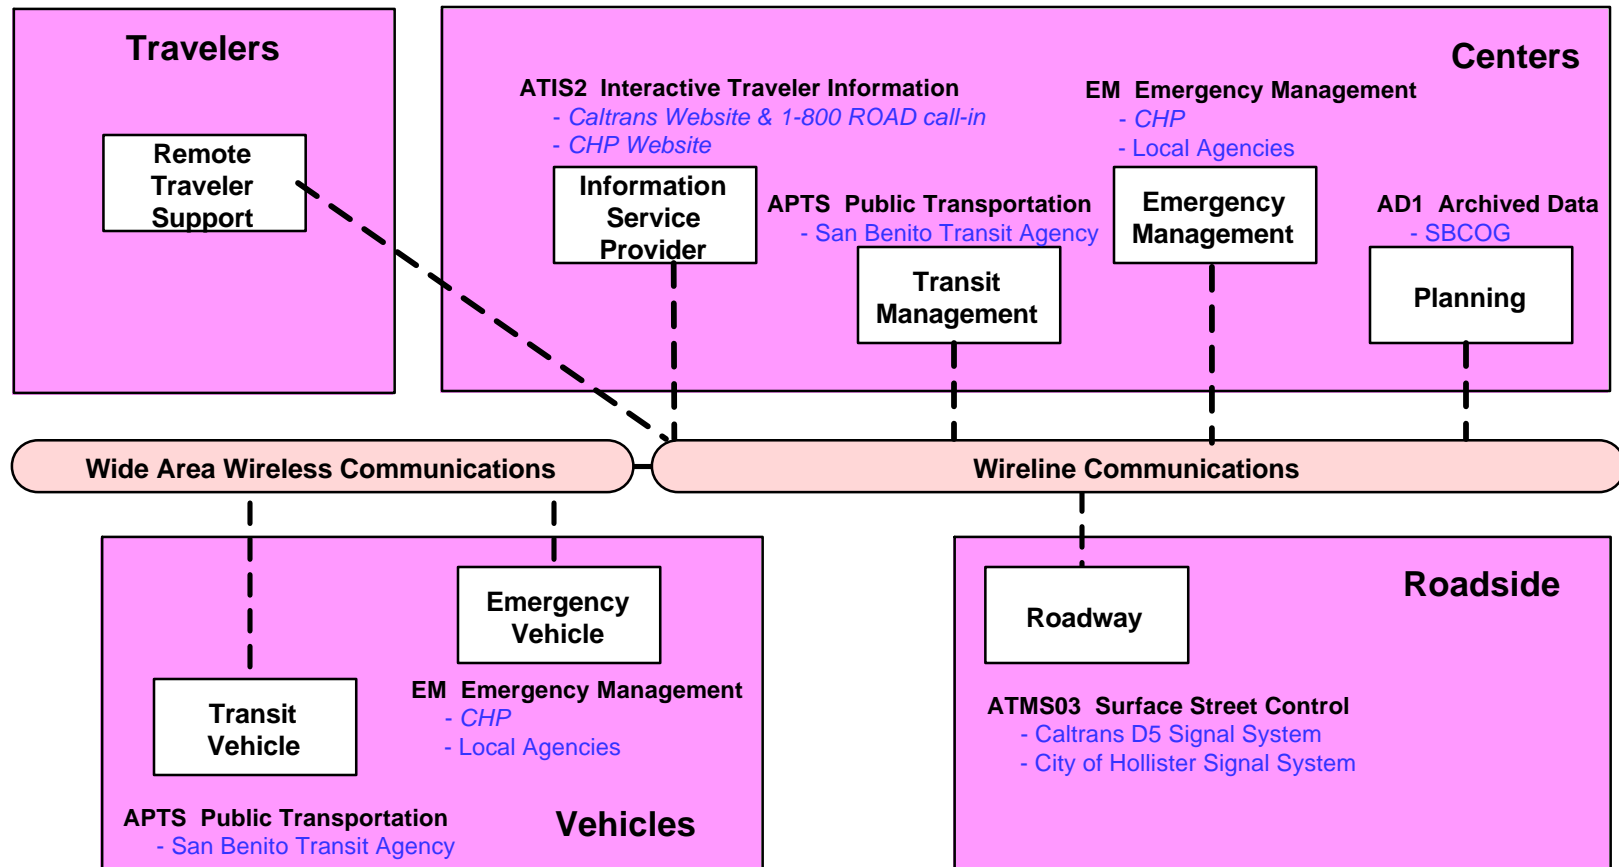 Travelers
Remote
Traveler
Support
Centers
ATIS2  Interactive Traveler Information
- Caltrans Website & 1-800 ROAD call-in
- CHP Website
Information
Service
Provider
APTS  Public Transportation
- San Benito Transit Agency
Transit
Management
EM  Emergency Management
- CHP
- Local Agencies
Emergency
Management
AD1  Archived Data
- SBCOG
Planning
Wide Area Wireless Communications
Wireline Communications
Emergency
Vehicle
EM  Emergency Management
- CHP
- Local Agencies
Transit
Vehicle
APTS  Public Transportation
- San Benito Transit Agency
Vehicles
Roadside
Roadway
ATMS03  Surface Street Control
- Caltrans D5 Signal System
- City of Hollister Signal System